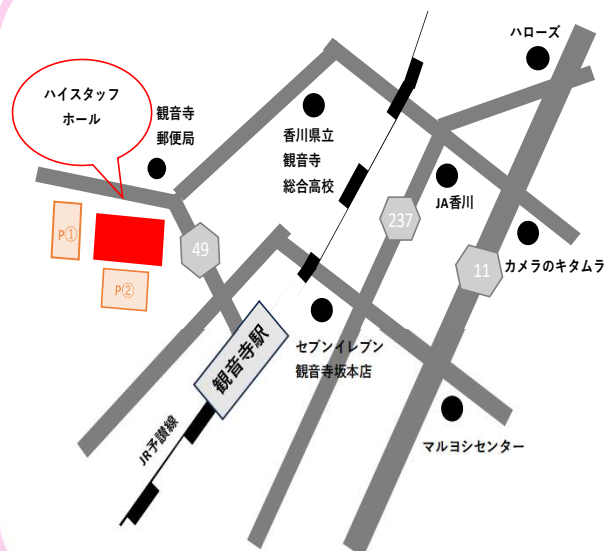 ハローズ
ハイスタッフ
ホール
観音寺
郵便局
香川県立
観音寺
総合高校
JA香川
P①
237
49
カメラのキタムラ
11
P②
セブンイレブン
観音寺坂本店
観音寺駅
JR予讃線
マルヨシセンター